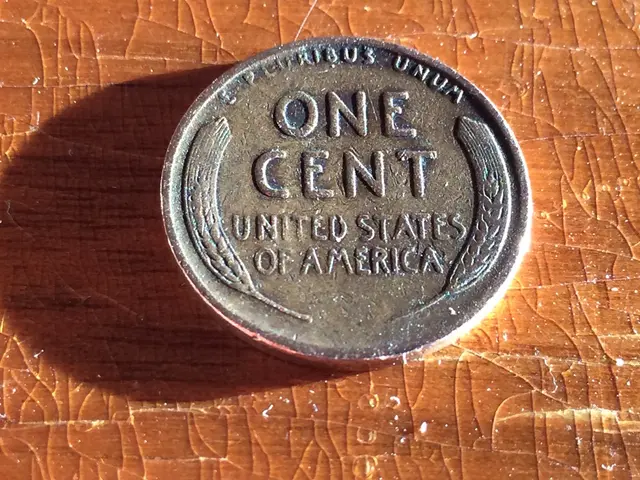 E PLURIBUS UNUM
ONE
CENT
UNITED STATES
OF AMERICA